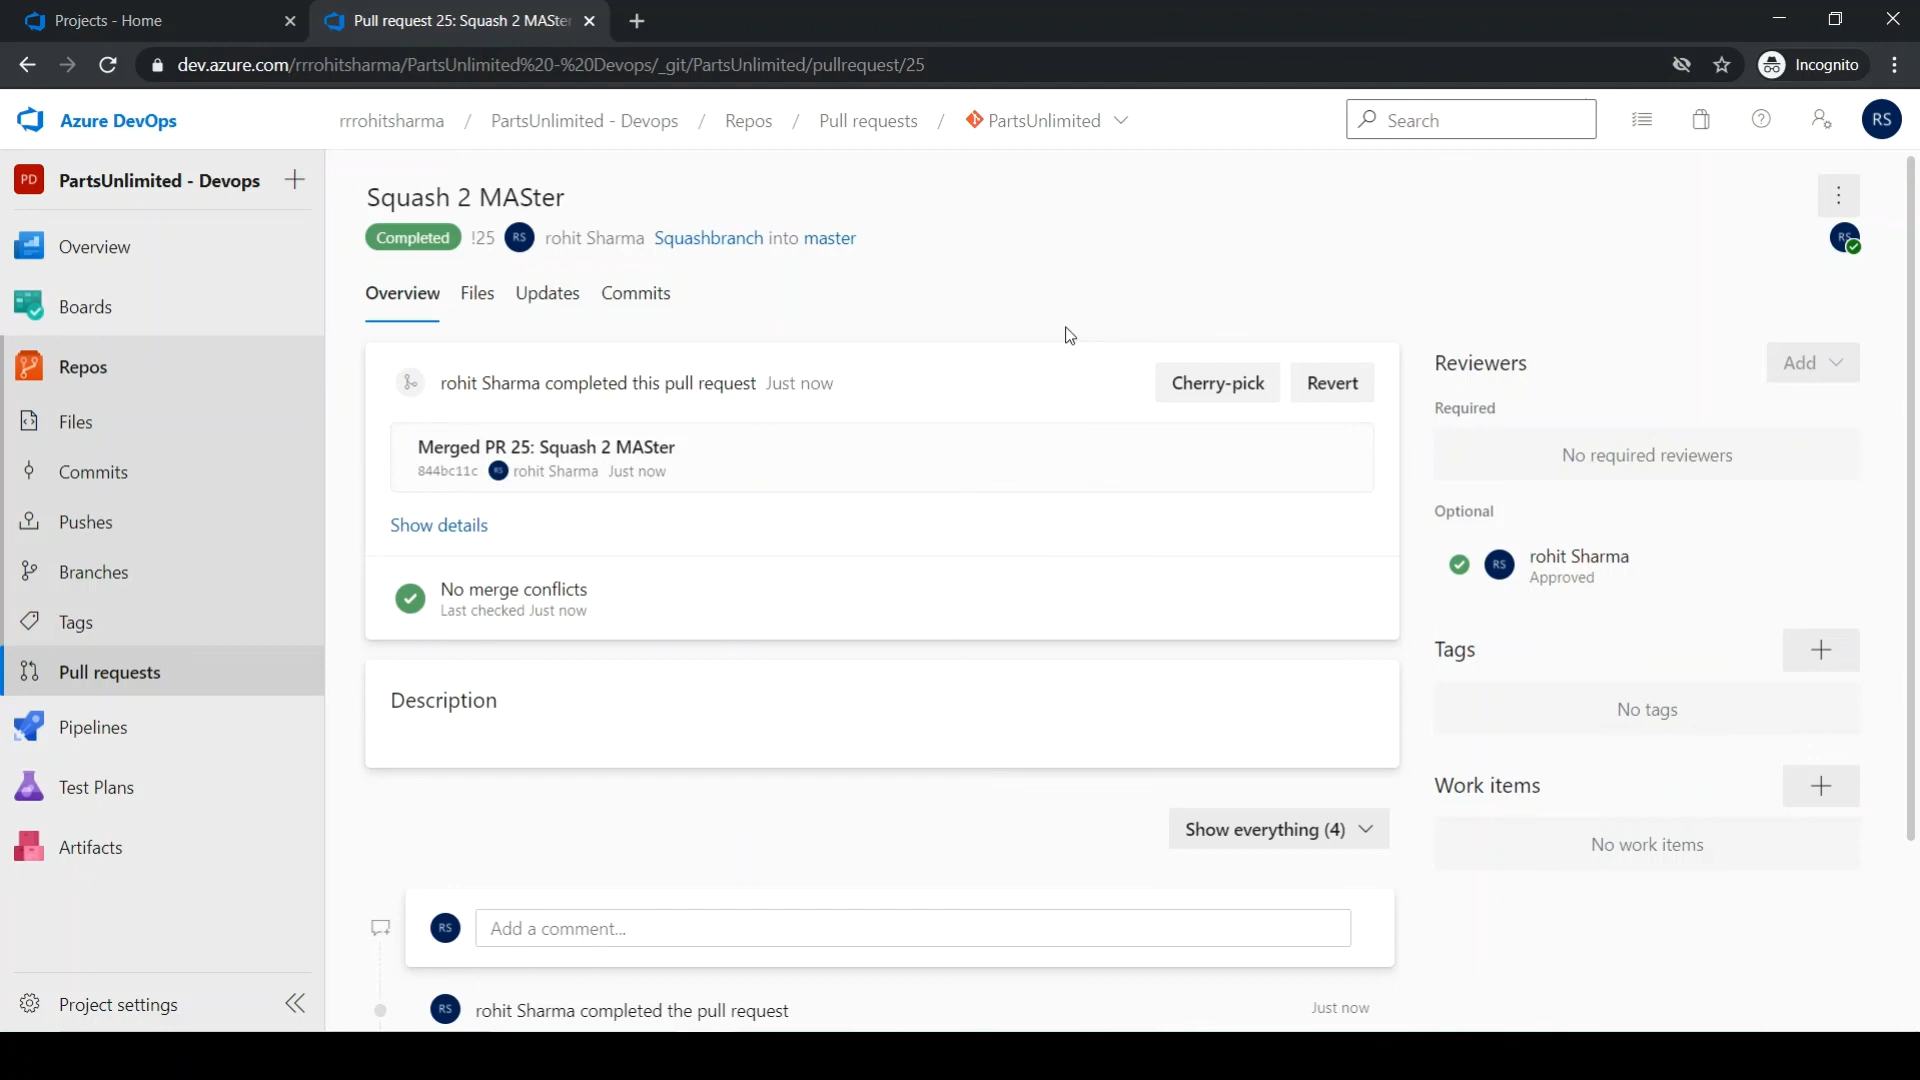 Projects - Home
Pull request 25: Squash 2 MASte
dev.azure.com/rrrohitsharma/PartsUnlimited%20-%20Devops/_git/PartsUnlimited/pullrequest/25
Incognito
Azure DevOps
rrrohitsharma / PartsUnlimited - Devops / Repos / Pull requests / PartsUnlimited
Search
RS
PD PartsUnlimited - Devops
Overview
Boards
Repos
Files
Commits
Pushes
Branches
Tags
Pull requests
Pipelines
Test Plans
Artifacts
Project settings
Squash 2 MASter
Completed !25 RS rohit Sharma Squashbranch into master
RS
Overview Files Updates Commits
rohit Sharma completed this pull request Just now
Cherry-pick
Revert
Merged PR 25: Squash 2 MASter
844bc11c RS rohit Sharma Just now
Show details
No merge conflicts
Last checked Just now
Description
Show everything (4)
RS Add a comment...
RS rohit Sharma completed the pull request Just now
Reviewers
Add
Required
No required reviewers
Optional
RS rohit Sharma
Approved
Tags
No tags
Work items
No work items